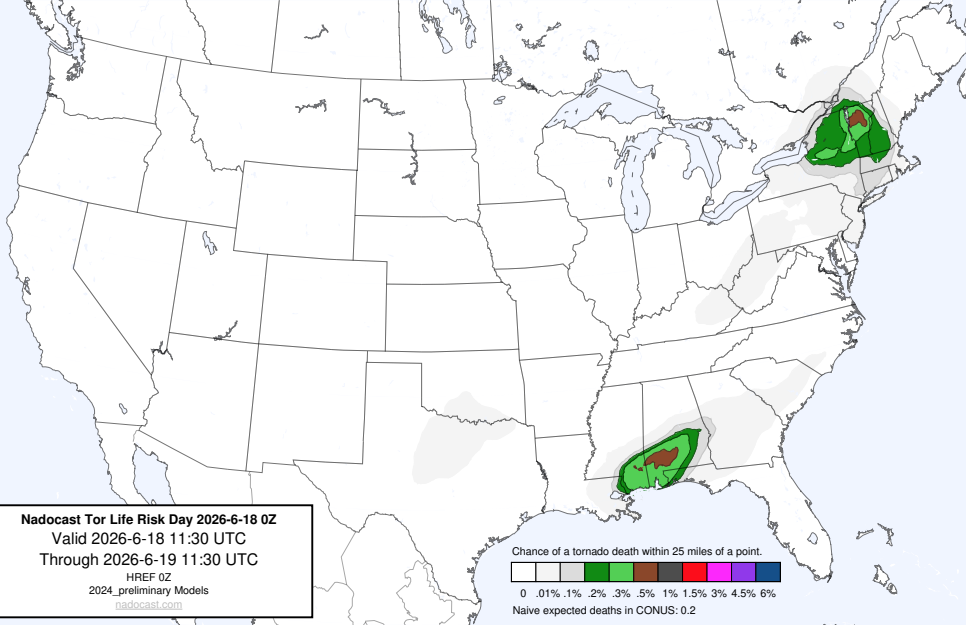 Nadocast Tor Life Risk Day 2026-6-18 0Z
Valid 2026-6-18 11:30 UTC
Through 2026-6-19 11:30 UTC
HREF 0Z
2024_preliminary Models
nadocast.com
Chance of a tornado death within 25 miles of a point.
0 .01% .1% .2% .3% .5% 1% 1.5% 3% 4.5% 6%
Naive expected deaths in CONUS: 0.2